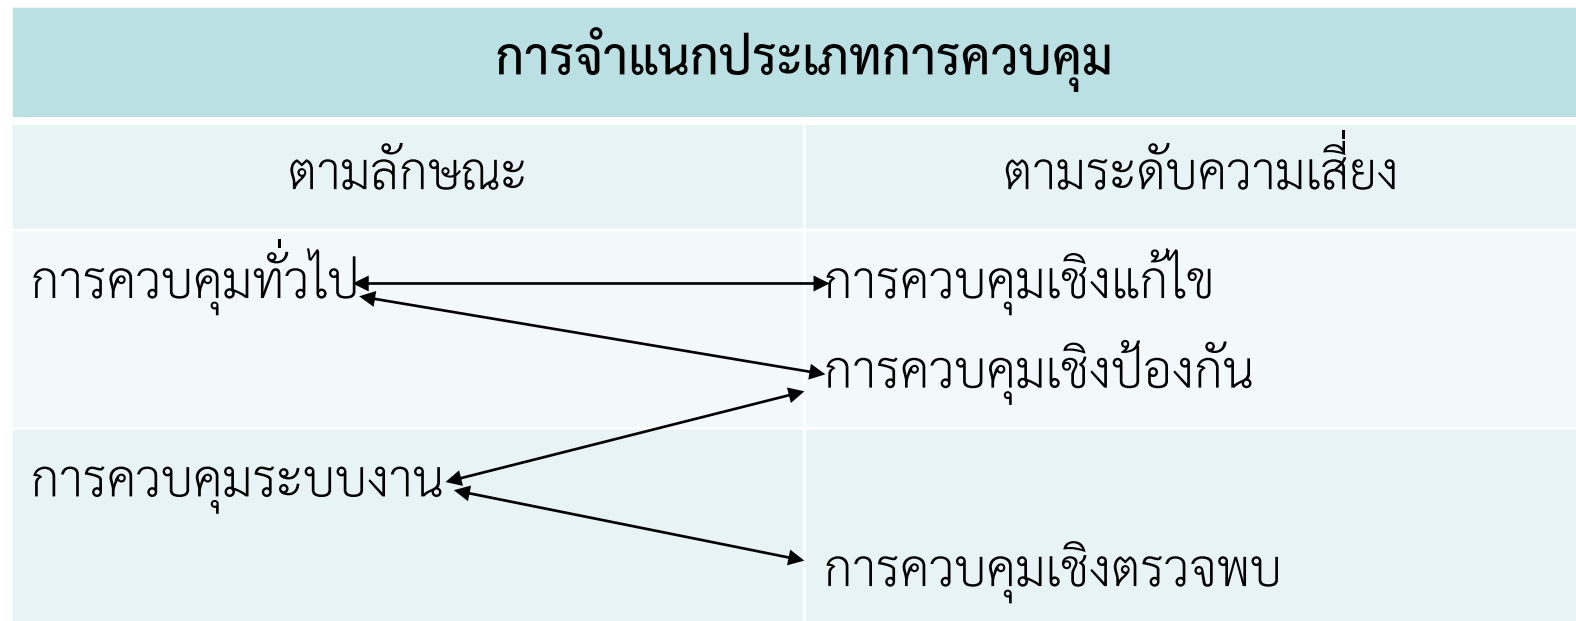 การจำแนกประเภทการควบคุม
ตามลักษณะ
ตามระดับความเสี่ยง
การควบคุมทั่วไป
การควบคุมเชิงแก้ไข
การควบคุมเชิงป้องกัน
การควบคุมระบบงาน
การควบคุมเชิงตรวจพบ